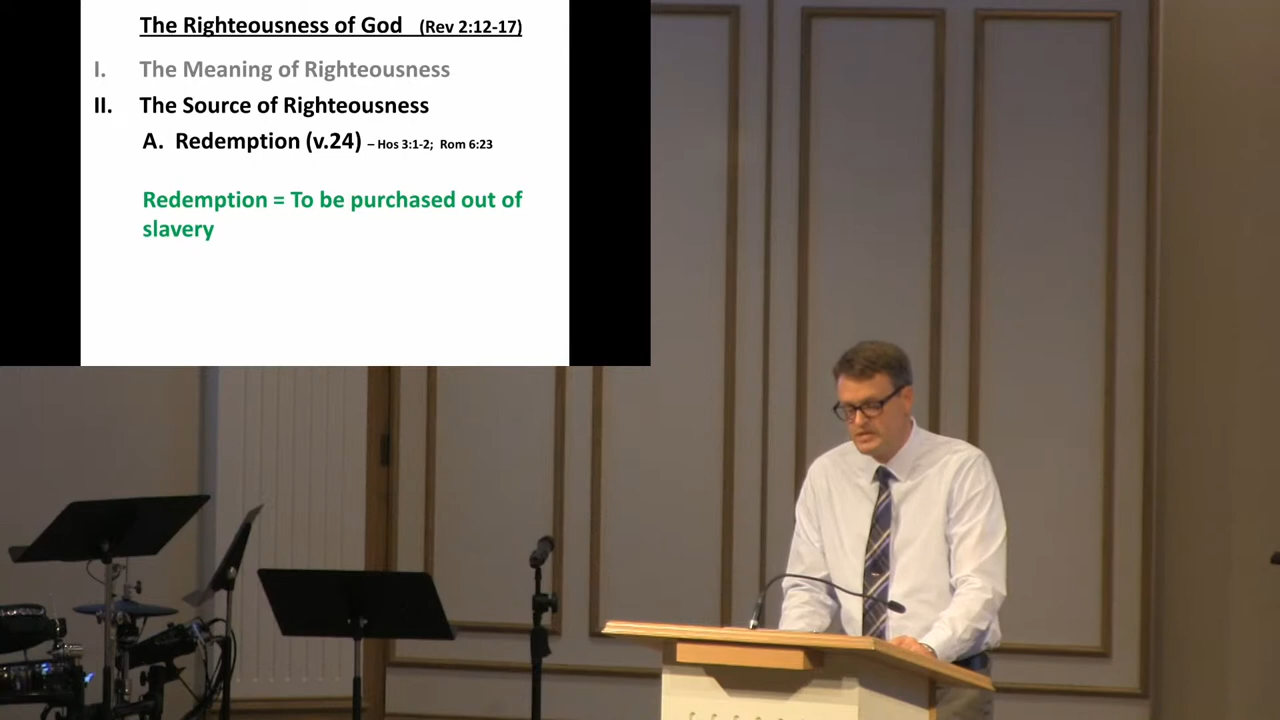 The Righteousness of God (Rev 2:12-17)
I. The Meaning of Righteousness
II. The Source of Righteousness
A. Redemption (v.24) – Hos 3:1-2; Rom 6:23
Redemption = To be purchased out of
slavery